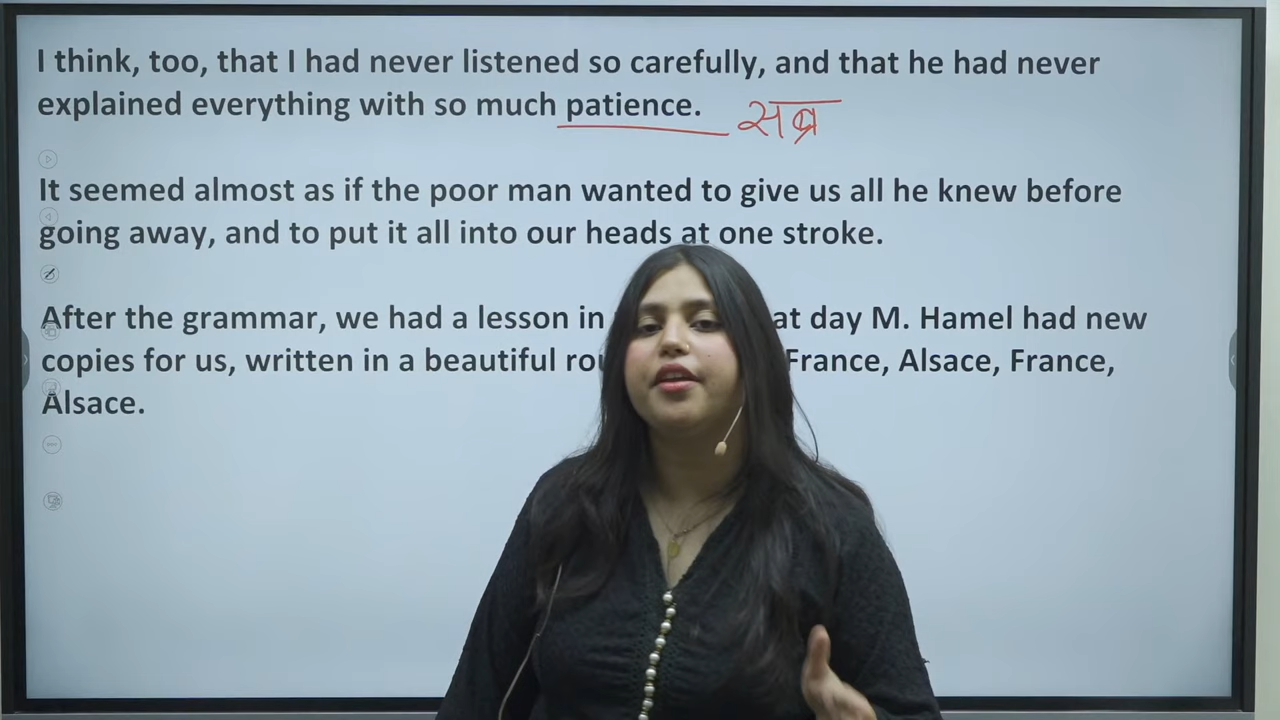 I think, too, that I had never listened so carefully, and that he had never
explained everything with so much patience. सब्र
It seemed almost as if the poor man wanted to give us all he knew before
going away, and to put it all into our heads at one stroke.
After the grammar, we had a lesson in at day M. Hamel had new
copies for us, written in a beautiful France, Alsace, France,
Alsace.